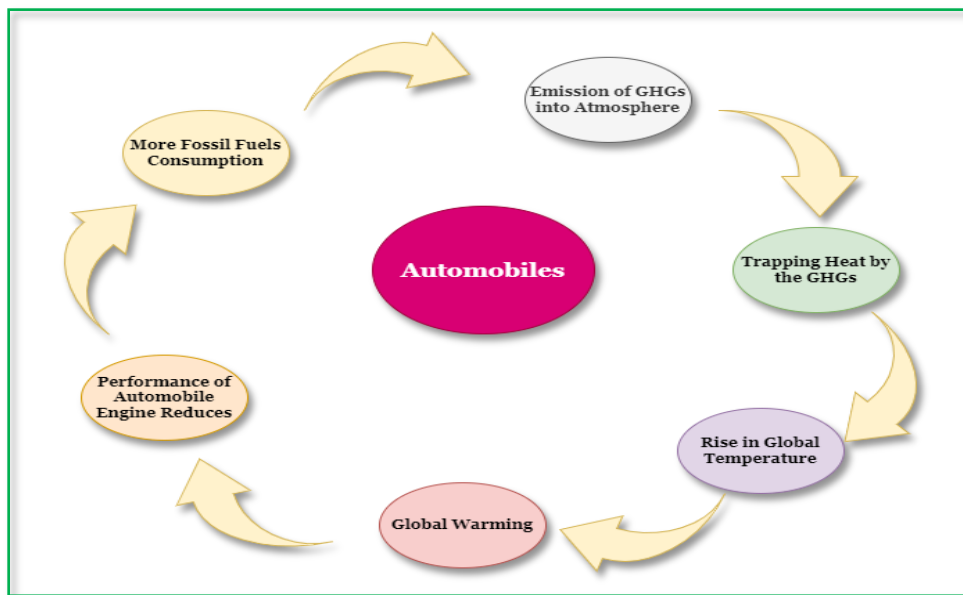 Emission of GHGs
into Atmosphere
More Fossil Fuels
Consumption
Automobiles
Trapping Heat by
the GHGs
Performance of
Automobile
Engine Reduces
Rise in Global
Temperature
Global Warming